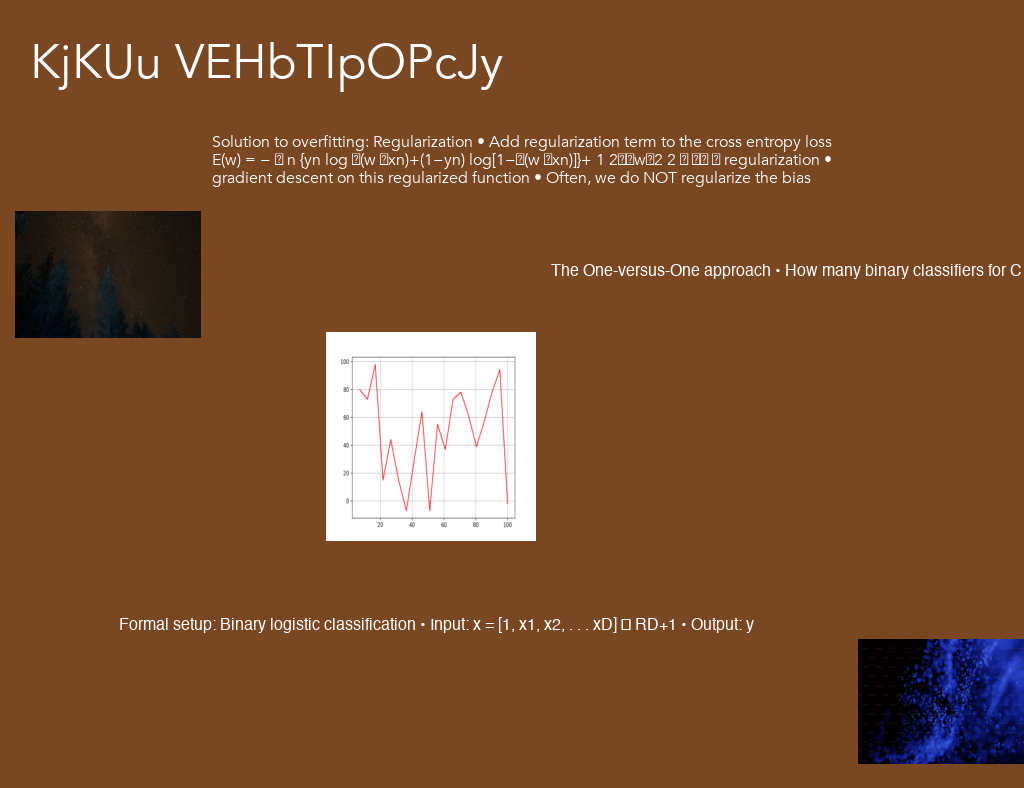 KjKUu VEHbTIpOPcJy
Solution to overfitting: Regularization • Add regularization term to the cross entropy loss
E(w) = − n {yn log (w xn)+(1−yn) log[1−(w xn)]}+ 1 2w2 2 regularization •
gradient descent on this regularized function • Often, we do NOT regularize the bias
The One-versus-One approach • How many binary classifiers for C
100
80
60
40
20
0
20 40 60 80 100
Formal setup: Binary logistic classification • Input: x = [1, x1, x2, . . . xD] RD+1 • Output: y